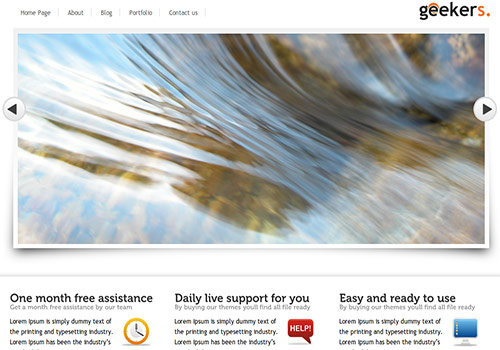 Home Page
About
Blog
Portfolio
Contact us
geekers.
One month free assistance
Get a month free assistance by our team
Lorem Ipsum is simply dummy text of
the printing and typesetting industry.
Lorem Ipsum has been the industry's
Daily live support for you
By buying our themes youll find all file ready
Lorem Ipsum is simply dummy text of
the printing and typesetting industry.
Lorem Ipsum has been the industry's
HELP!
Easy and ready to use
By buying our themes youll find all file ready
Lorem Ipsum is simply dummy text of
the printing and typesetting industry.
Lorem Ipsum has been the industry's